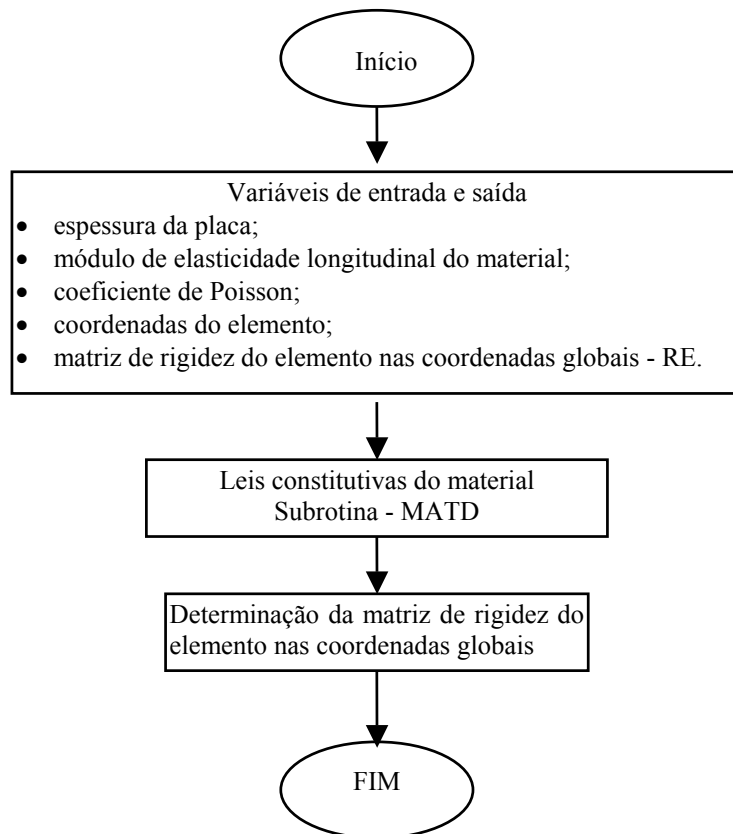 Início
Variáveis de entrada e saída
• espessura da placa;
• módulo de elasticidade longitudinal do material;
• coeficiente de Poisson;
• coordenadas do elemento;
• matriz de rigidez do elemento nas coordenadas globais - RE.
Leis constitutivas do material
Subrotina - MATD
Determinação da matriz de rigidez do
elemento nas coordenadas globais
FIM